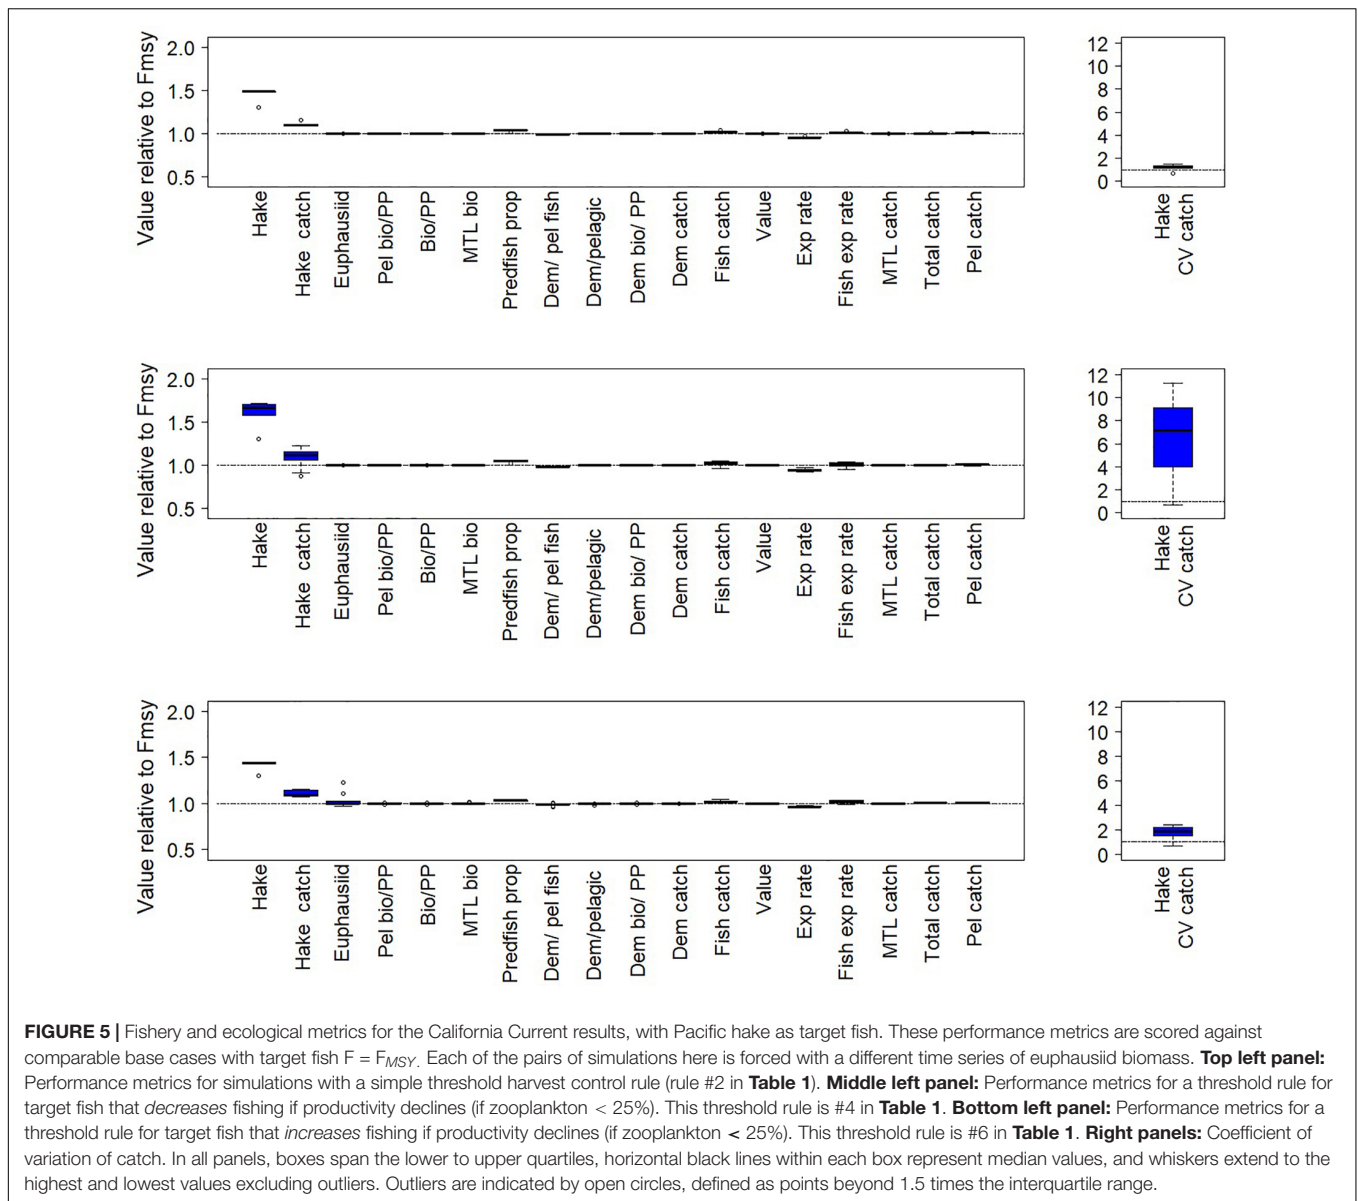 Value relative to Fmsy
2.0
1.5
1.0
0.5
Hake
Hake catch
Euphausiid
Pel bio/PP
Bio/PP
MTL bio
Predfish prop
Dem/ pel fish
Dem/pelagic
Dem bio/ PP
Dem catch
Fish catch
Value
Exp rate
Fish exp rate
MTL catch
Total catch
Pel catch
12
10
8
6
4
2
0
Hake
CV catch
Value relative to Fmsy
2.0
1.5
1.0
0.5
Hake
Hake catch
Euphausiid
Pel bio/PP
Bio/PP
MTL bio
Predfish prop
Dem/ pel fish
Dem/pelagic
Dem bio/ PP
Dem catch
Fish catch
Value
Exp rate
Fish exp rate
MTL catch
Total catch
Pel catch
12
10
8
6
4
2
0
Hake
CV catch
Value relative to Fmsy
2.0
1.5
1.0
0.5
Hake
Hake catch
Euphausiid
Pel bio/PP
Bio/PP
MTL bio
Predfish prop
Dem/ pel fish
Dem/pelagic
Dem bio/ PP
Dem catch
Fish catch
Value
Exp rate
Fish exp rate
MTL catch
Total catch
Pel catch
12
10
8
6
4
2
0
Hake
CV catch
FIGURE 5 | Fishery and ecological metrics for the California Current results, with Pacific hake as target fish. These performance metrics are scored against
comparable base cases with target fish F = FMSY. Each of the pairs of simulations here is forced with a different time series of euphausiid biomass. Top left panel:
Performance metrics for simulations with a simple threshold harvest control rule (rule #2 in Table 1). Middle left panel: Performance metrics for a threshold rule for
target fish that decreases fishing if productivity declines (if zooplankton < 25%). This threshold rule is #4 in Table 1. Bottom left panel: Performance metrics for a
threshold rule for target fish that increases fishing if productivity declines (if zooplankton < 25%). This threshold rule is #6 in Table 1. Right panels: Coefficient of
variation of catch. In all panels, boxes span the lower to upper quartiles, horizontal black lines within each box represent median values, and whiskers extend to the
highest and lowest values excluding outliers. Outliers are indicated by open circles, defined as points beyond 1.5 times the interquartile range.